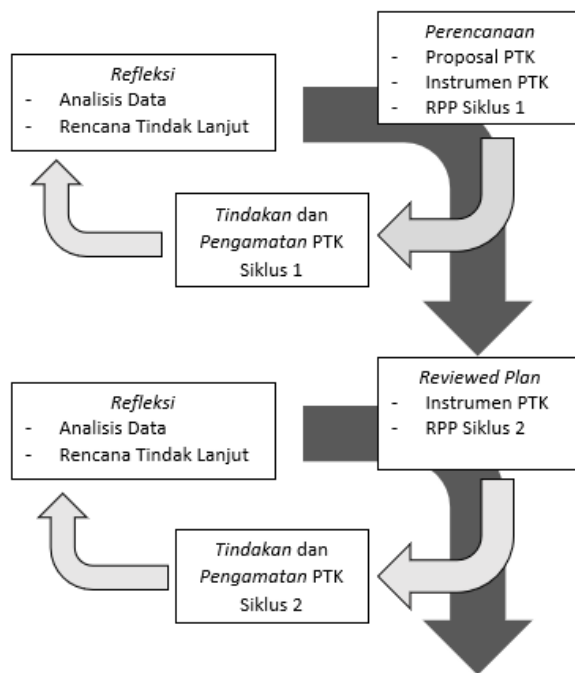 Perencanaan
- Proposal PTK
- Instrumen PTK
- RPP Siklus 1
Refleksi
- Analisis Data
- Rencana Tindak Lanjut
Tindakan dan
Pengamatan PTK
Siklus 1
Reviewed Plan
- Instrumen PTK
- RPP Siklus 2
Refleksi
- Analisis Data
- Rencana Tindak Lanjut
Tindakan dan
Pengamatan PTK
Siklus 2